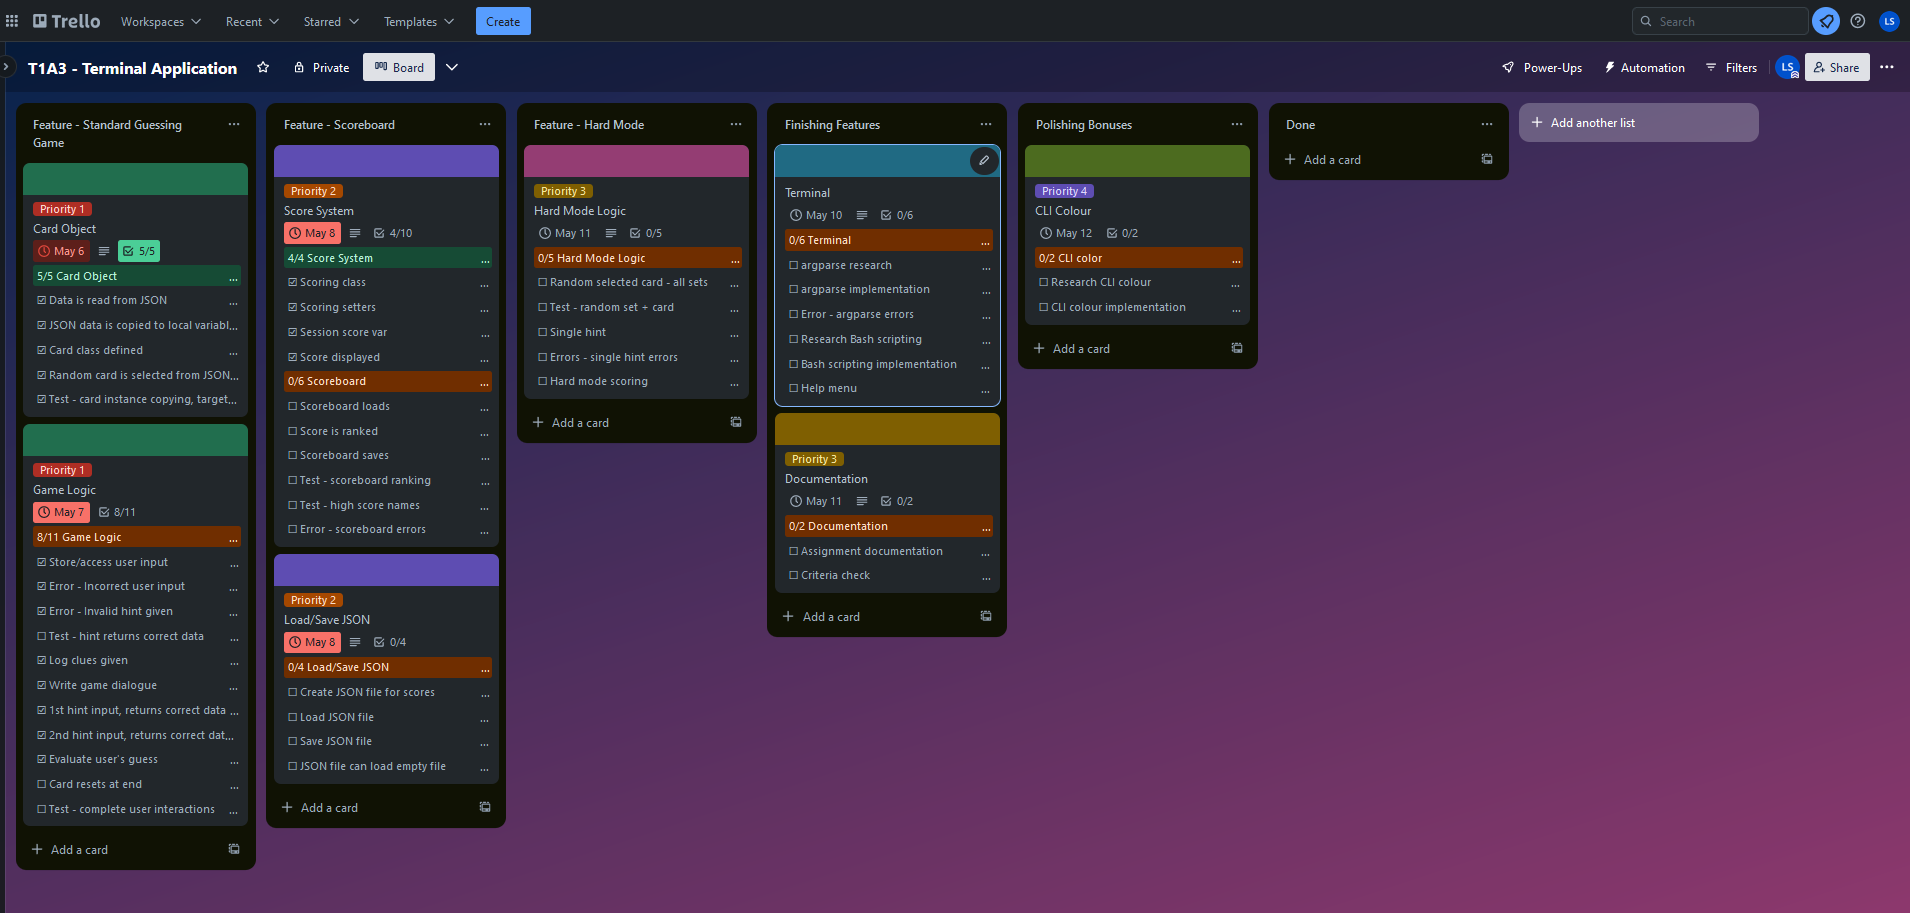 Trello
Workspaces
Recent
Starred
Templates
Create
Search
LS
T1A3 - Terminal Application
Private
Board
Power-Ups
Automation
Filters
LS
Share
Feature - Standard Guessing
Game
Priority 1
Card Object
May 6
5/5
5/5 Card Object
...
Data is read from JSON
...
JSON data is copied to local variabl...
Card class defined
...
Random card is selected from JSON...
Test - card instance copying, target...
Priority 1
Game Logic
May 7
8/11
8/11 Game Logic
...
Store/access user input
...
Error - Incorrect user input
...
Error - Invalid hint given
...
Test - hint returns correct data
...
Log clues given
...
Write game dialogue
...
1st hint input, returns correct data
...
2nd hint input, returns correct dat...
Evaluate user's guess
...
Card resets at end
...
Test - complete user interactions
...
Add a card
Feature - Scoreboard
Priority 2
Score System
May 8
4/10
4/4 Score System
...
Scoring class
...
Scoring setters
...
Session score var
...
Score displayed
...
0/6 Scoreboard
...
Scoreboard loads
...
Score is ranked
...
Scoreboard saves
...
Test - scoreboard ranking
...
Test - high score names
...
Error - scoreboard errors
...
Priority 2
Load/Save JSON
May 8
0/4
0/4 Load/Save JSON
...
Create JSON file for scores
...
Load JSON file
...
Save JSON file
...
JSON file can load empty file
...
Add a card
Feature - Hard Mode
Priority 3
Hard Mode Logic
May 11
0/5
0/5 Hard Mode Logic
...
Random selected card - all sets
...
Test - random set + card
...
Single hint
...
Errors - single hint errors
...
Hard mode scoring
...
Add a card
Finishing Features
Terminal
May 10
0/6
0/6 Terminal
...
argparse research
...
argparse implementation
...
Error - argparse errors
...
Research Bash scripting
...
Bash scripting implementation
...
Help menu
...
Priority 3
Documentation
May 11
0/2
0/2 Documentation
...
Assignment documentation
...
Criteria check
...
Add a card
Polishing Bonuses
Priority 4
CLI Colour
May 12
0/2
0/2 CLI color
...
Research CLI colour
...
CLI colour implementation
...
Add a card
Done
Add a card
Add another list